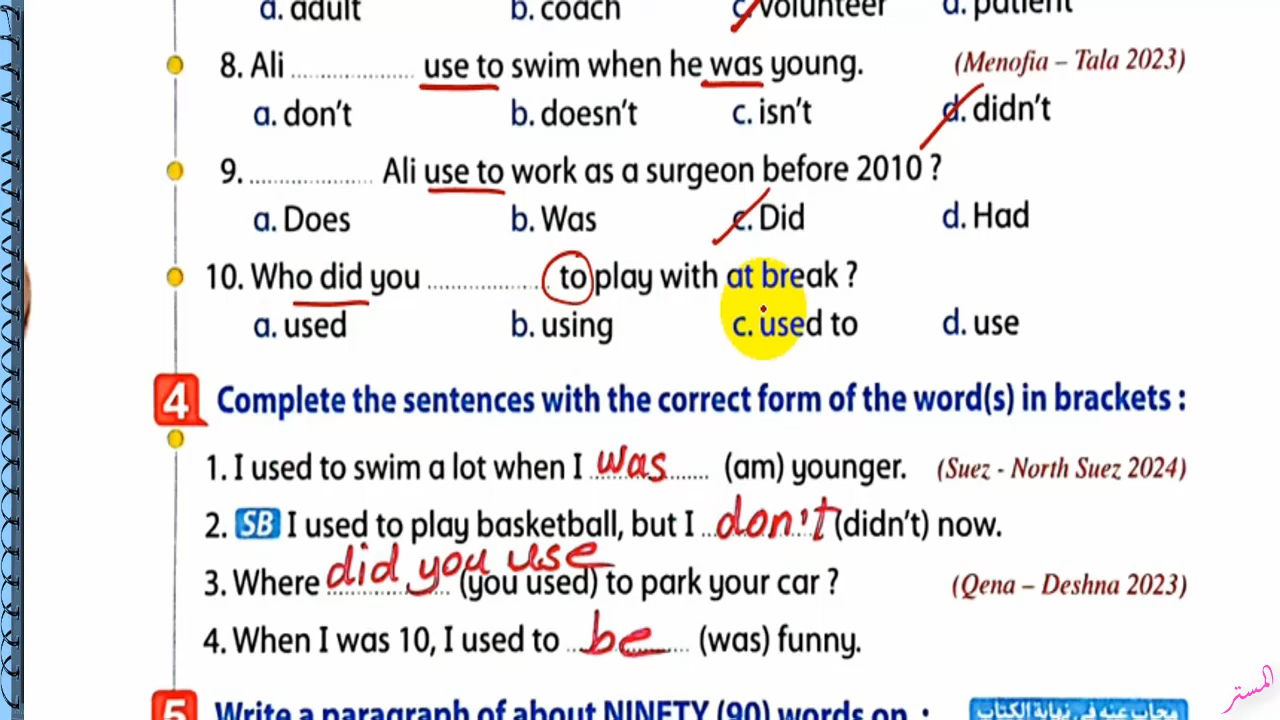 a. adult b. coach c. volunteer d. patient
8. Ali .................... use to swim when he was young. (Menofia – Tala 2023)
a. don't b. doesn't c. isn't d. didn't
9. .................... Ali use to work as a surgeon before 2010 ?
a. Does b. Was c. Did d. Had
10. Who did you .................... to play with at break ?
a. used b. using c. used to d. use
4 Complete the sentences with the correct form of the word(s) in brackets :
1. I used to swim a lot when I was (am) younger. (Suez - North Suez 2024)
2. SB I used to play basketball, but I don't (didn't) now.
3. Where did you use (you used) to park your car ? (Qena – Deshna 2023)
4. When I was 10, I used to be (was) funny.
5 Write a paragraph of about NINETY (90) words on : مجاب عنه في نهاية الكتاب
المستر